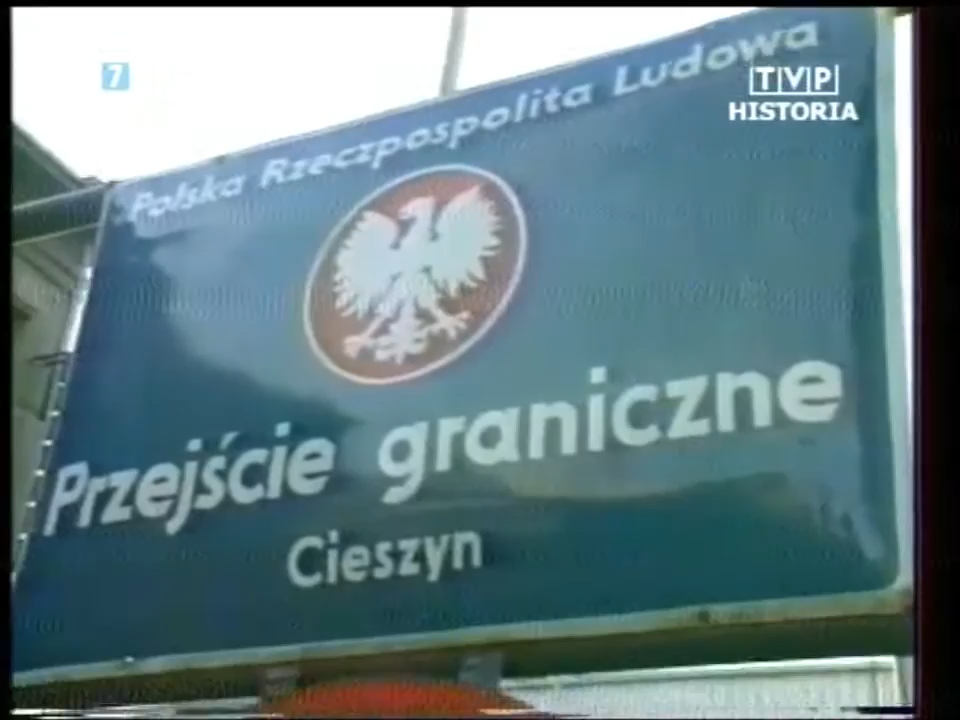 7
TVP
HISTORIA
Polska Rzeczpospolita Ludowa
Przejście graniczne
Cieszyn